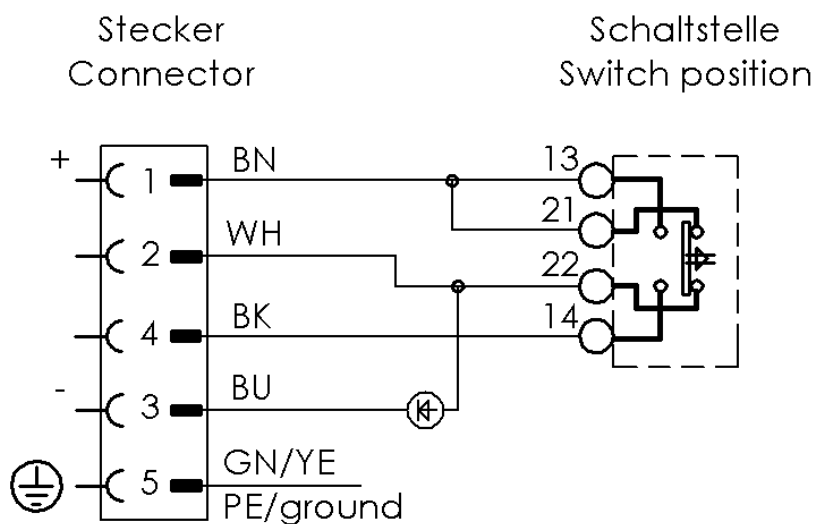 Stecker
Connector
Schaltstelle
Switch position
+
1
BN
13
21
2
WH
22
4
BK
14
-
3
BU
5
GN/YE
PE/ground